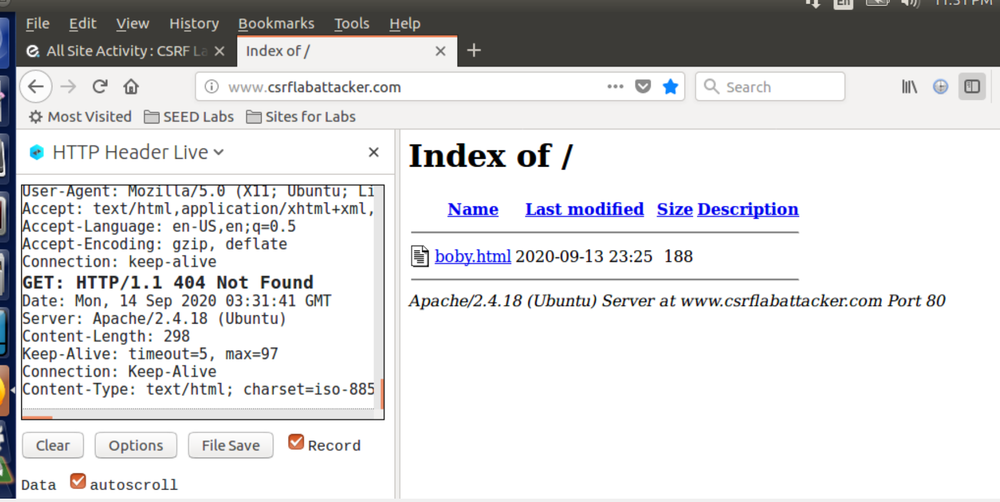 En 11:31 PM
File Edit View History Bookmarks Tools Help
All Site Activity : CSRF La Index of /
www.csrflabattacker.com Search
Most Visited SEED Labs Sites for Labs
HTTP Header Live
User-Agent: Mozilla/5.0 (X11; Ubuntu; Li
Accept: text/html,application/xhtml+xml,
Accept-Language: en-US,en;q=0.5
Accept-Encoding: gzip, deflate
Connection: keep-alive
GET: HTTP/1.1 404 Not Found
Date: Mon, 14 Sep 2020 03:31:41 GMT
Server: Apache/2.4.18 (Ubuntu)
Content-Length: 298
Keep-Alive: timeout=5, max=97
Connection: Keep-Alive
Content-Type: text/html; charset=iso-885
Clear Options File Save Record
Data autoscroll
Index of /
Name Last modified Size Description
boby.html 2020-09-13 23:25 188
Apache/2.4.18 (Ubuntu) Server at www.csrflabattacker.com Port 80